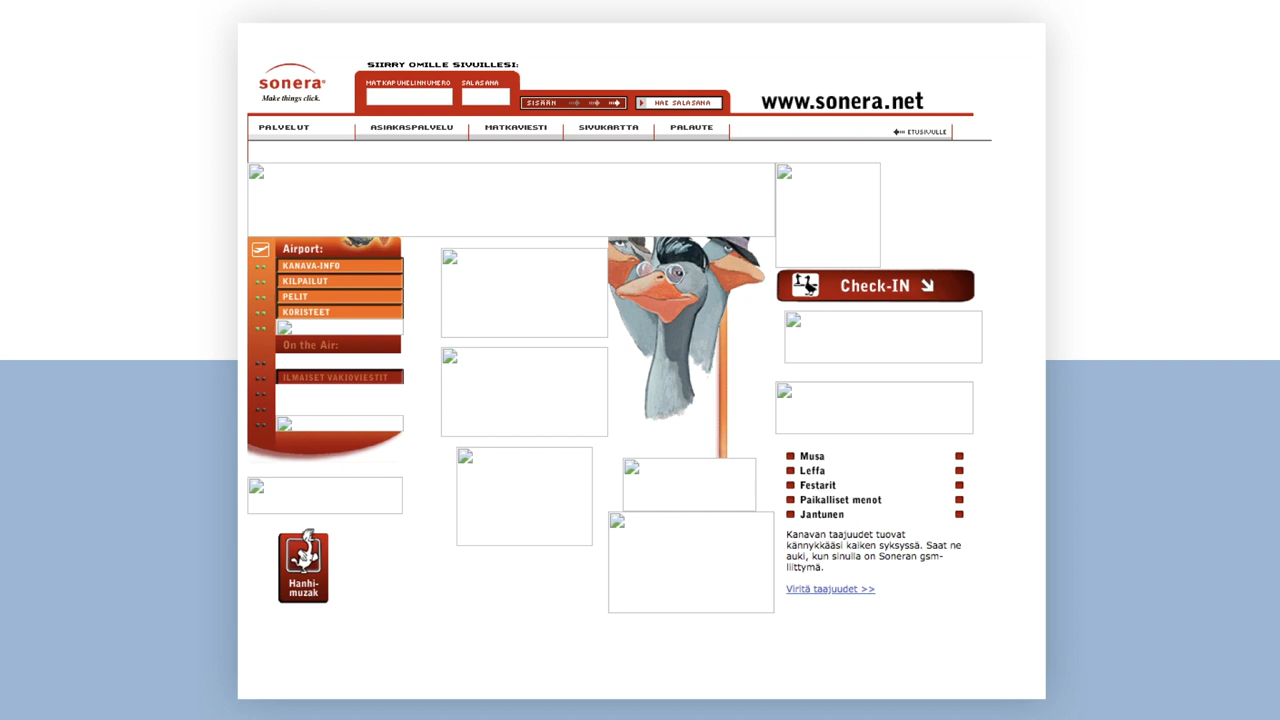 SIIRRY OMILLE SIVUILLESI:
sonera
Make things click.
MATKAPUHELINNUMERO SALASANA
SISÄÄN
HAE SALASANA
www.sonera.net
PALVELUT
ASIAKASPALVELU
MATKAVIESTI
SIVUKARTTA
PALAUTE
ETUSIVULLE
Airport:
KANAVA-INFO
KILPAILUT
PELIT
KORISTEET
On the Air:
ILMAISET VAKIOVIESTIT
Hanhi-
muzak
Check-IN
Musa
Leffa
Festarit
Paikalliset menot
Jantunen
Kanavan taajuudet tuovat
kännykkääsi kaiken syksyssä. Saat ne
auki, kun sinulla on Soneran gsm-
liittymä.
Viritä taajuudet >>